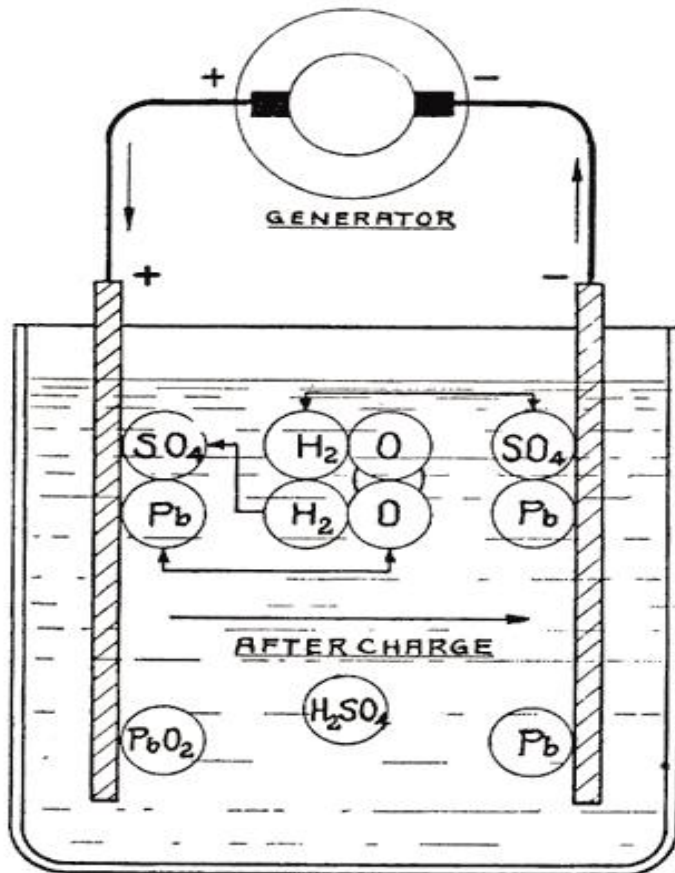 + −
GENERATOR
+ −
SO₄ H₂ O SO₄
Pb H₂ O Pb
AFTER CHARGE
H₂SO₄
PbO₂ Pb